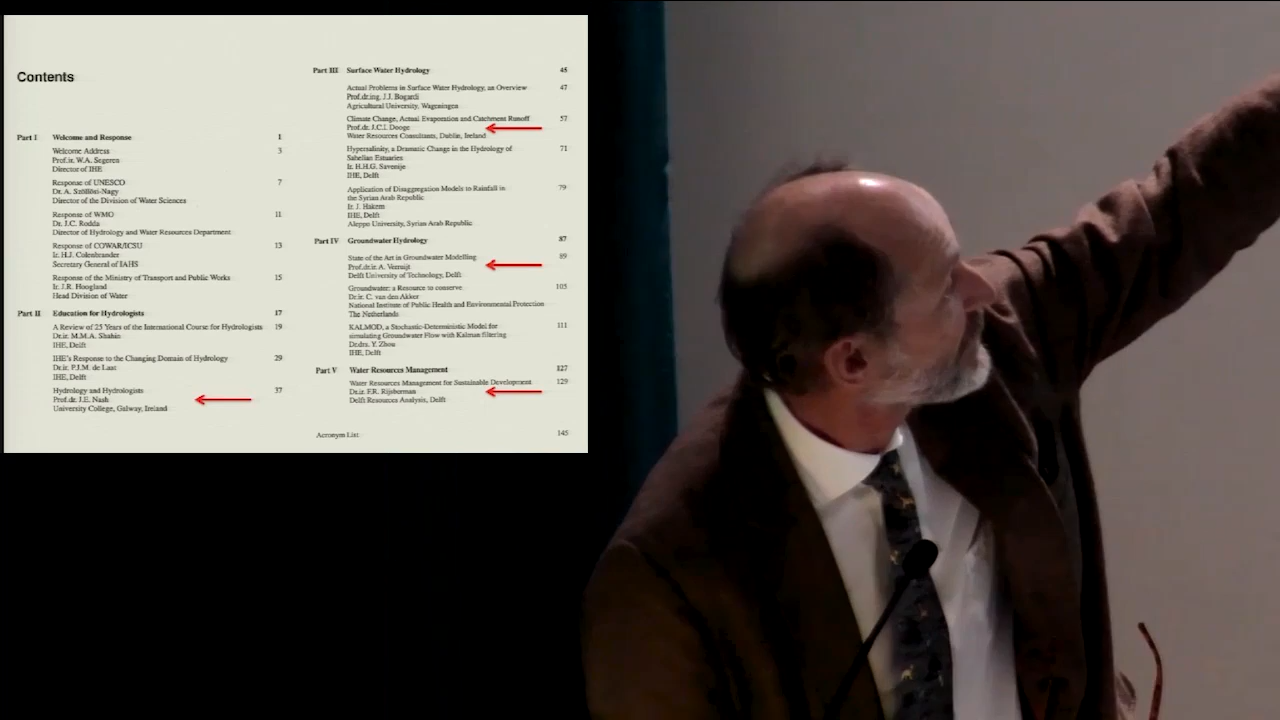 Contents
Part I Welcome and Response 1
Welcome Address 3
Prof.ir. W.A. Segeren
Director of IHE
Response of UNESCO 7
Dr. A. Szöllösi-Nagy
Director of the Division of Water Sciences
Response of WMO 11
Dr. J.C. Rodda
Director of Hydrology and Water Resources Department
Response of COWAR/ICSU 13
Ir. H.J. Colenbrander
Secretary General of IAHS
Response of the Ministry of Transport and Public Works 15
Ir. J.R. Hoogland
Head Division of Water
Part II Education for Hydrologists 17
A Review of 25 Years of the International Course for Hydrologists 19
Dr.ir. M.M.A. Shahin
IHE, Delft
IHE's Response to the Changing Domain of Hydrology 29
Dr.ir. P.J.M. de Laat
IHE, Delft
Hydrology and Hydrologists 37
Prof.dr. J.E. Nash
University College, Galway, Ireland
Part III Surface Water Hydrology 45
Actual Problems in Surface Water Hydrology, an Overview 47
Prof.dr.ing. J.J. Bogardi
Agricultural University, Wageningen
Climate Change, Actual Evaporation and Catchment Runoff 57
Prof.dr. J.C.I. Dooge
Water Resources Consultants, Dublin, Ireland
Hypersalinity, a Dramatic Change in the Hydrology of 71
Sahelian Estuaries
Ir. H.H.G. Savenije
IHE, Delft
Application of Disaggregation Models to Rainfall in 79
the Syrian Arab Republic
Ir. J. Hakem
IHE, Delft
Aleppo University, Syrian Arab Republic
Part IV Groundwater Hydrology 87
State of the Art in Groundwater Modelling 89
Prof.dr.ir. A. Verruijt
Delft University of Technology, Delft
Groundwater: a Resource to conserve 103
Dr.ir. C. van den Akker
National Institute of Public Health and Environmental Protection
The Netherlands
KALMOD, a Stochastic-Deterministic Model for 111
simulating Groundwater Flow with Kalman filtering
Dr.drs. Y. Zhou
IHE, Delft
Part V Water Resources Management 127
Water Resources Management for Sustainable Development 129
Dr.ir. F.R. Rijsberman
Delft Resources Analysis, Delft
Acronym List 145